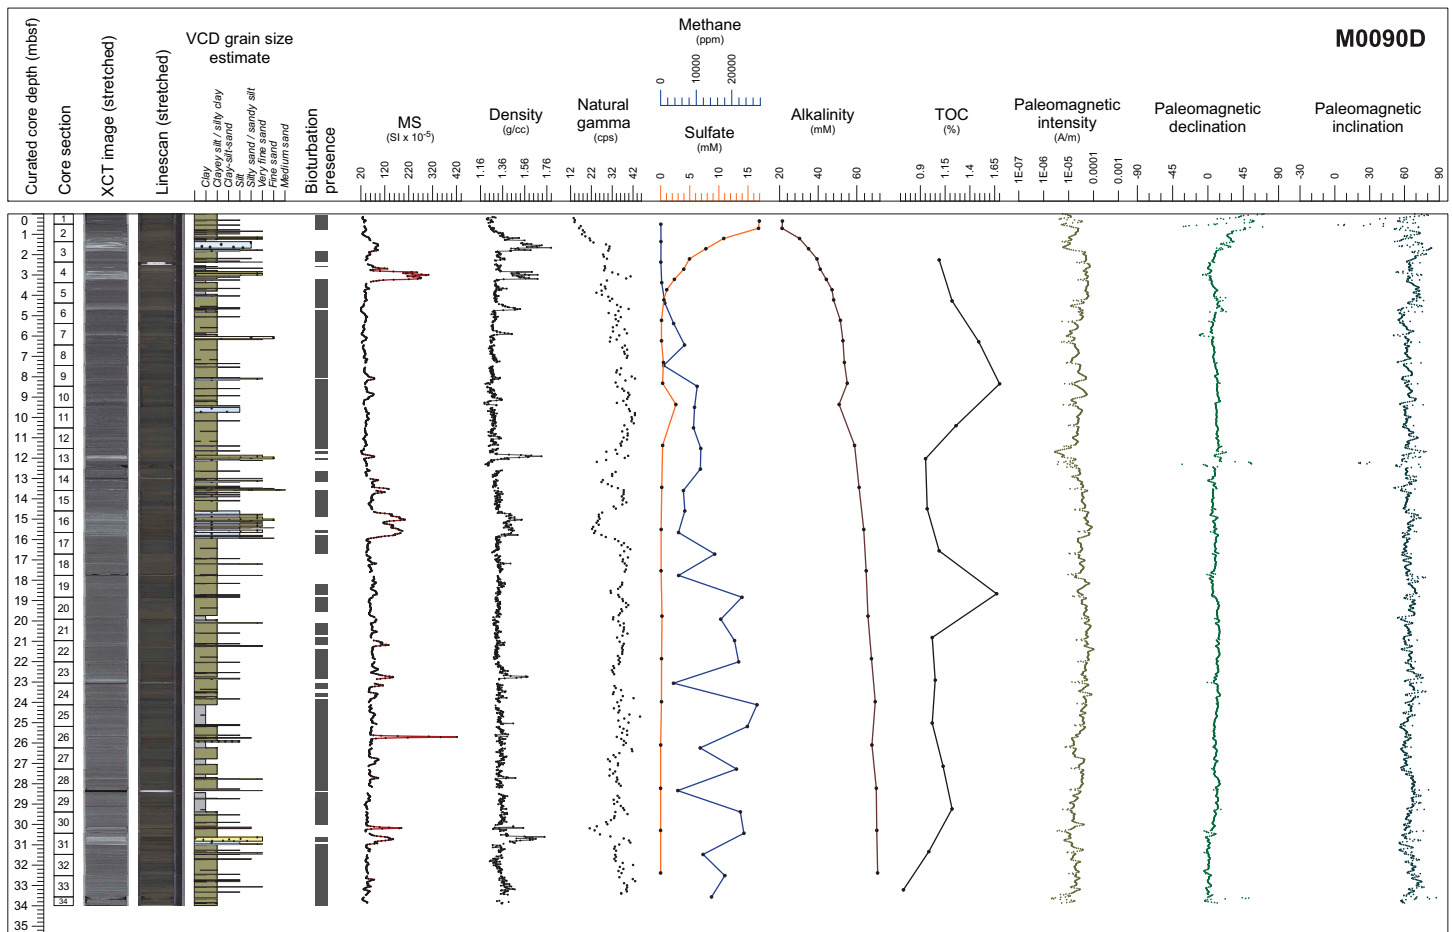 M0090D
Curated core depth (mbsf)
Core section
XCT image (stretched)
Linescan (stretched)
VCD grain size
estimate
Clay
Clayey silt / silty clay
Clay-silt-sand
Silt
Silty sand / sandy silt
Very fine sand
Fine sand
Medium sand
Bioturbation
presence
MS
(SI x 10-5)
20 120 220 320 420
Density
(g/cc)
1.16 1.36 1.56 1.76
Natural
gamma
(cps)
12 22 32 42
Methane
(ppm)
0 10000 20000
Sulfate
(mM)
0 5 10 15
Alkalinity
(mM)
20 40 60
TOC
(%)
0.9 1.15 1.4 1.65
Paleomagnetic
intensity
(A/m)
1E-07 1E-06 1E-05 0.0001 0.001
Paleomagnetic
declination
-90 -45 0 45 90
Paleomagnetic
inclination
-30 0 30 60 90
0
1
2
3
4
5
6
7
8
9
10
11
12
13
14
15
16
17
18
19
20
21
22
23
24
25
26
27
28
29
30
31
32
33
34
35
1
2
3
4
5
6
7
8
9
10
11
12
13
14
15
16
17
18
19
20
21
22
23
24
25
26
27
28
29
30
31
32
33
34